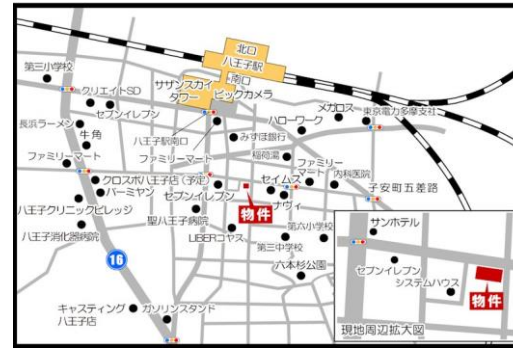 北口
八王子駅
南口
第三小学校
サザンスカイ
タワー
ビックカメラ
クリエイトSD
セブンイレブン
メガロス
東京電力多摩支社
ハローワーク
長浜ラーメン
牛角
八王子駅南口
みずほ銀行
ファミリーマート
稲荷湯
ファミリーマート
ファミリー
マート
内科医院
クロスポ八王子店(予定)
セイムス
子安町五差路
バーミヤン
セブンイレブン
ナヴィ
八王子クリニックビレッジ
聖八王子病院
物件
第六小学校
八王子消化器病院
LIBERコヤス
第三中学校
16
六本杉公園
キャスティング
八王子店
ガソリンスタンド
サンホテル
セブンイレブン
システムハウス
物件
現地周辺拡大図